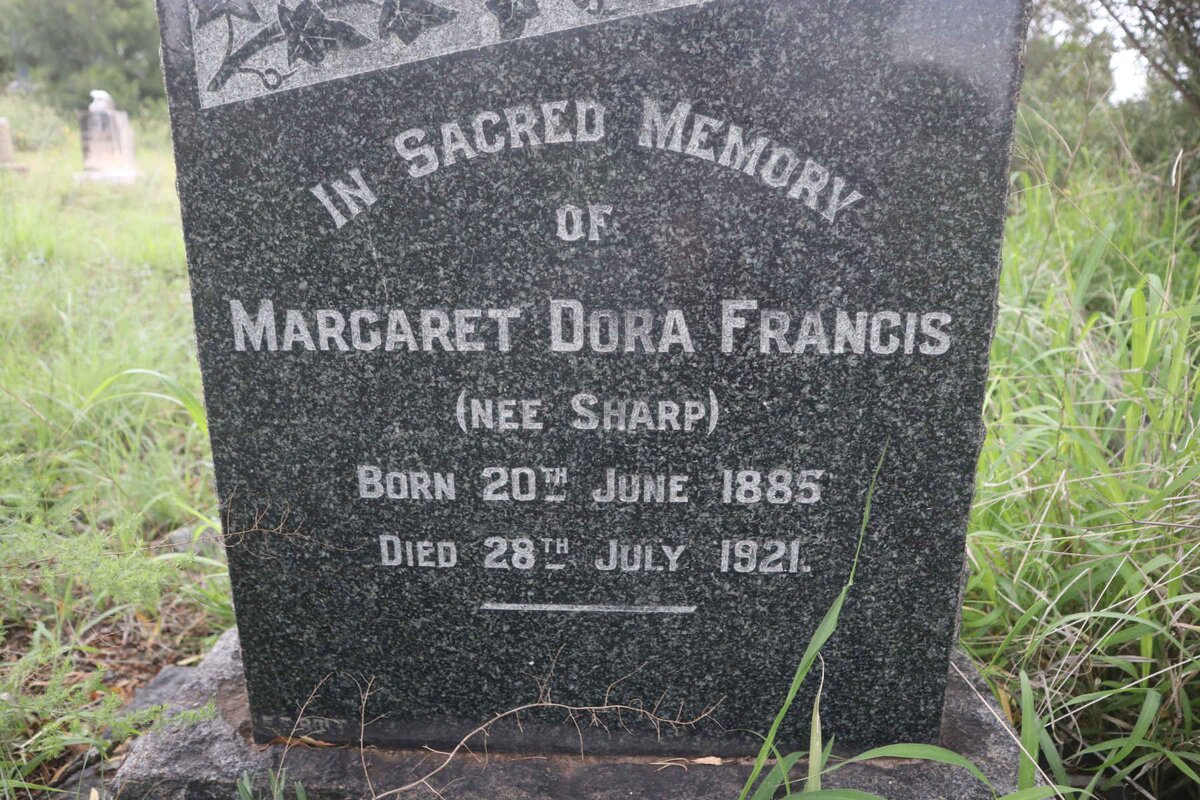 In Sacred Memory
of
Margaret Dora Francis
(nee Sharp)
Born 20th June 1885
Died 28th July 1921.